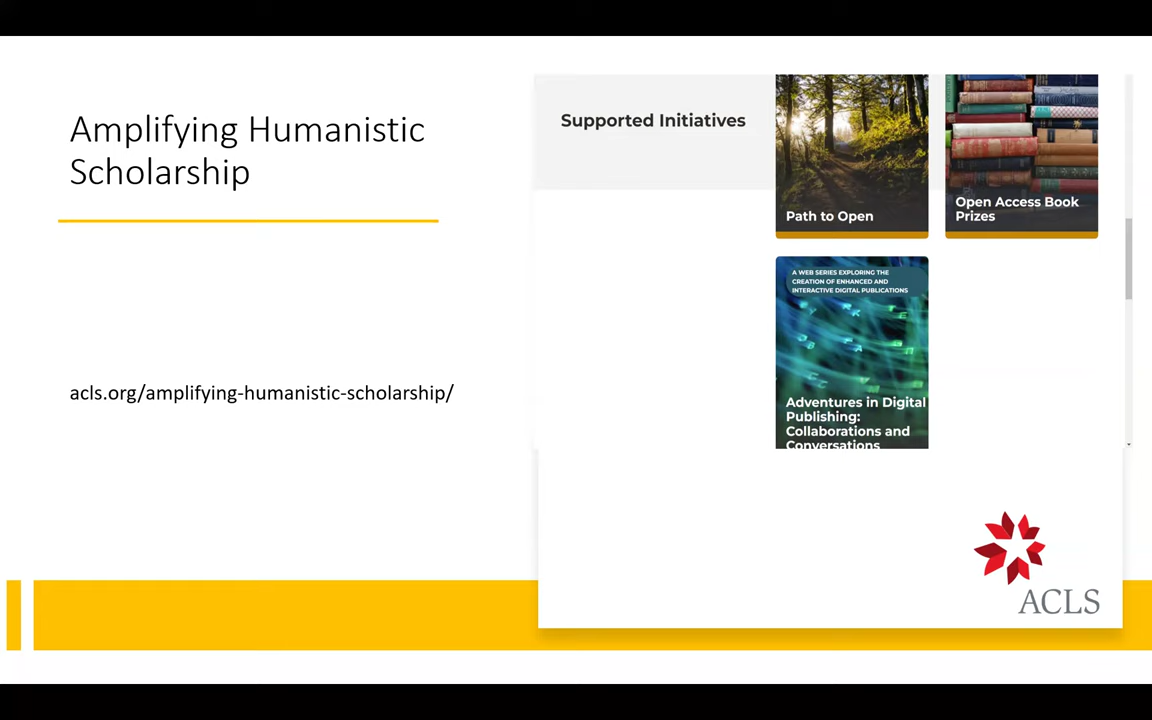 Amplifying Humanistic
Scholarship
acls.org/amplifying-humanistic-scholarship/
Supported Initiatives
Path to Open
Open Access Book
Prizes
A WEB SERIES EXPLORING THE
CREATION OF ENHANCED AND
INTERACTIVE DIGITAL PUBLICATIONS
Adventures in Digital
Publishing:
Collaborations and
Conversations
ACLS